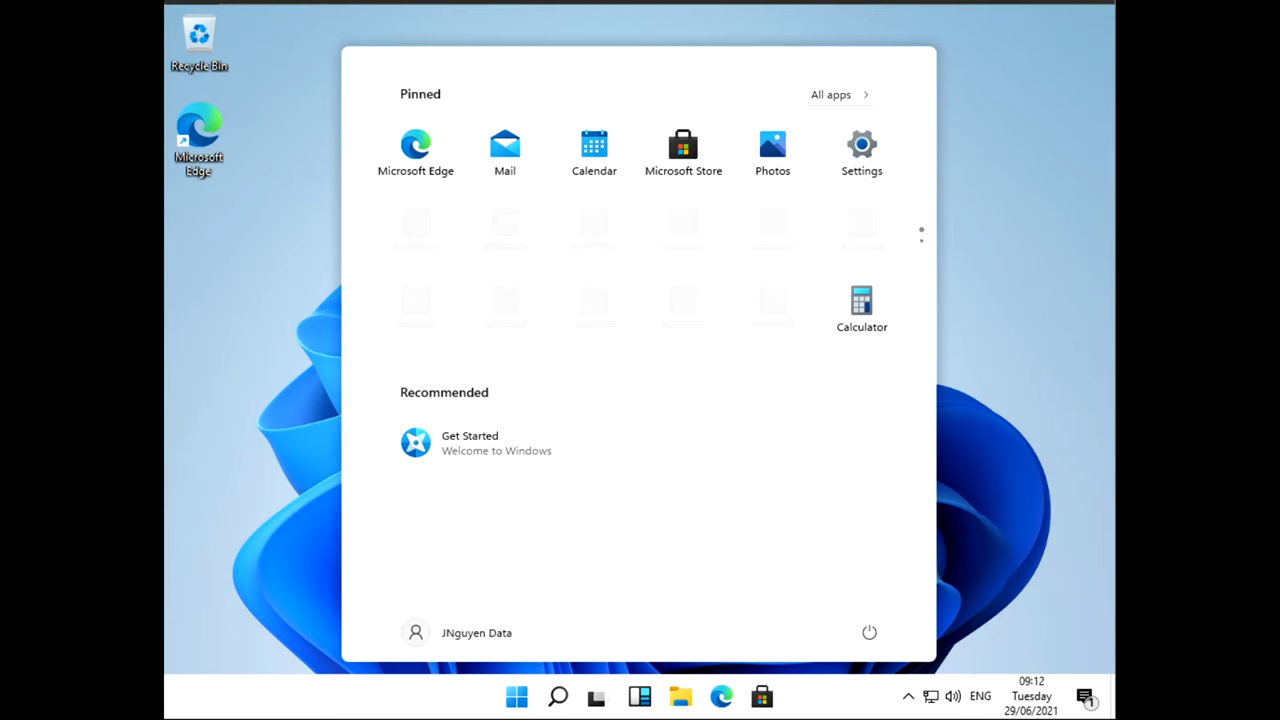 Recycle Bin
Microsoft
Edge
Pinned
All apps
Microsoft Edge
Mail
Calendar
Microsoft Store
Photos
Settings
Calculator
Recommended
Get Started
Welcome to Windows
JNguyen Data
ENG
09:12
Tuesday
29/06/2021
1